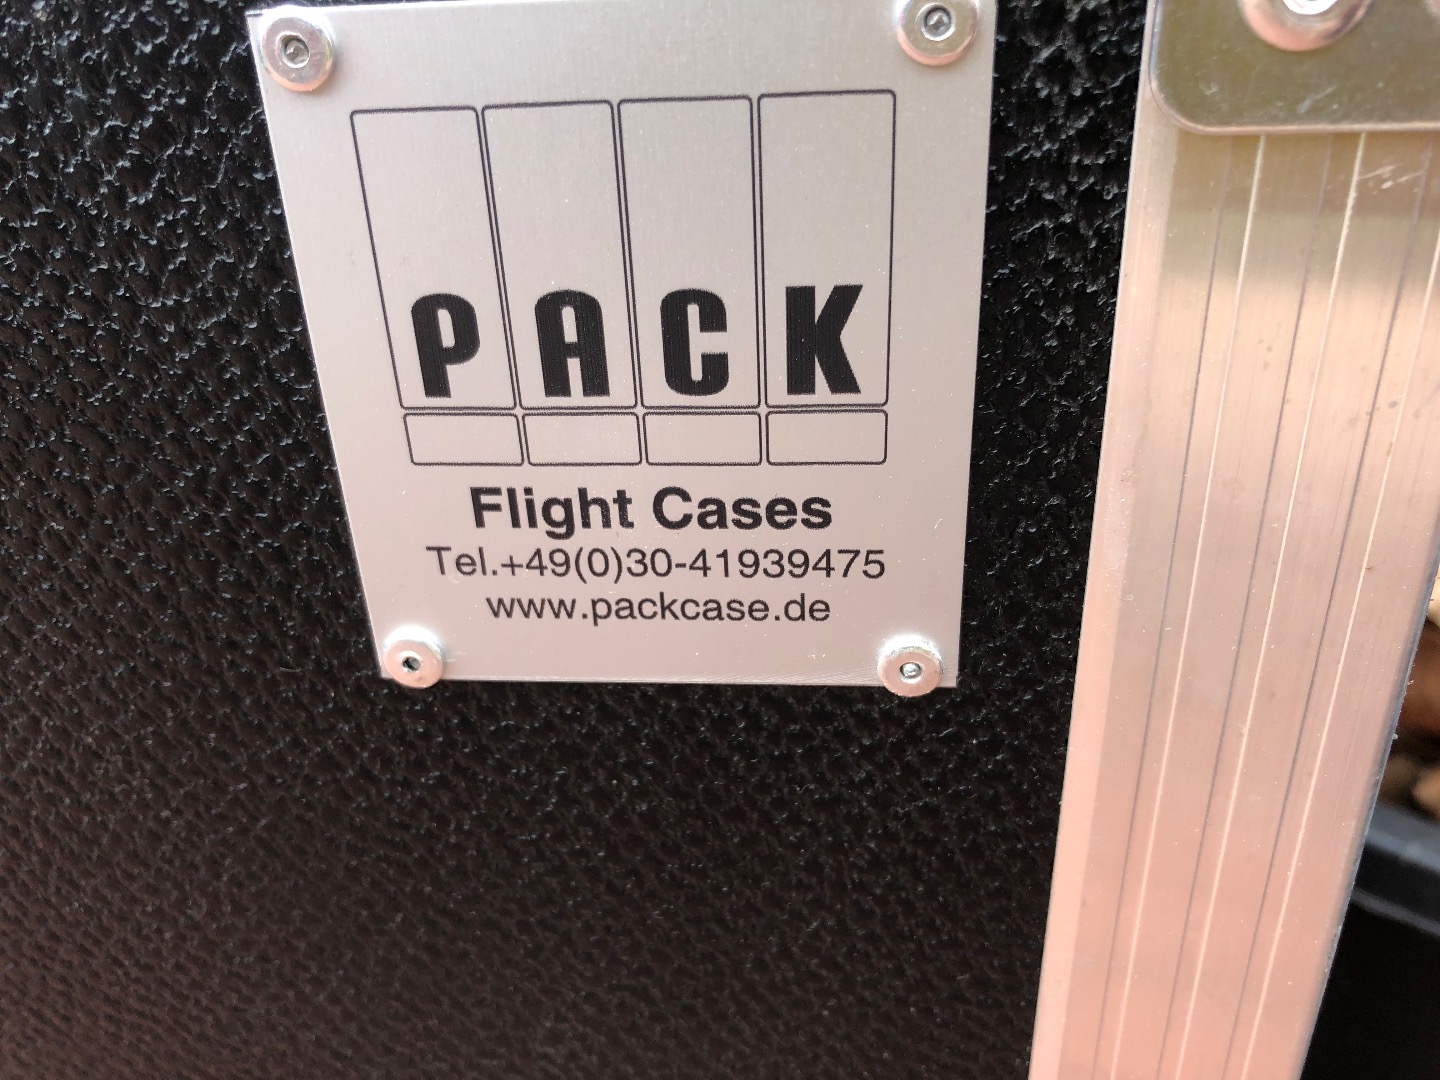 PACK
Flight Cases
Tel.+49(0)30-41939475
www.packcase.de